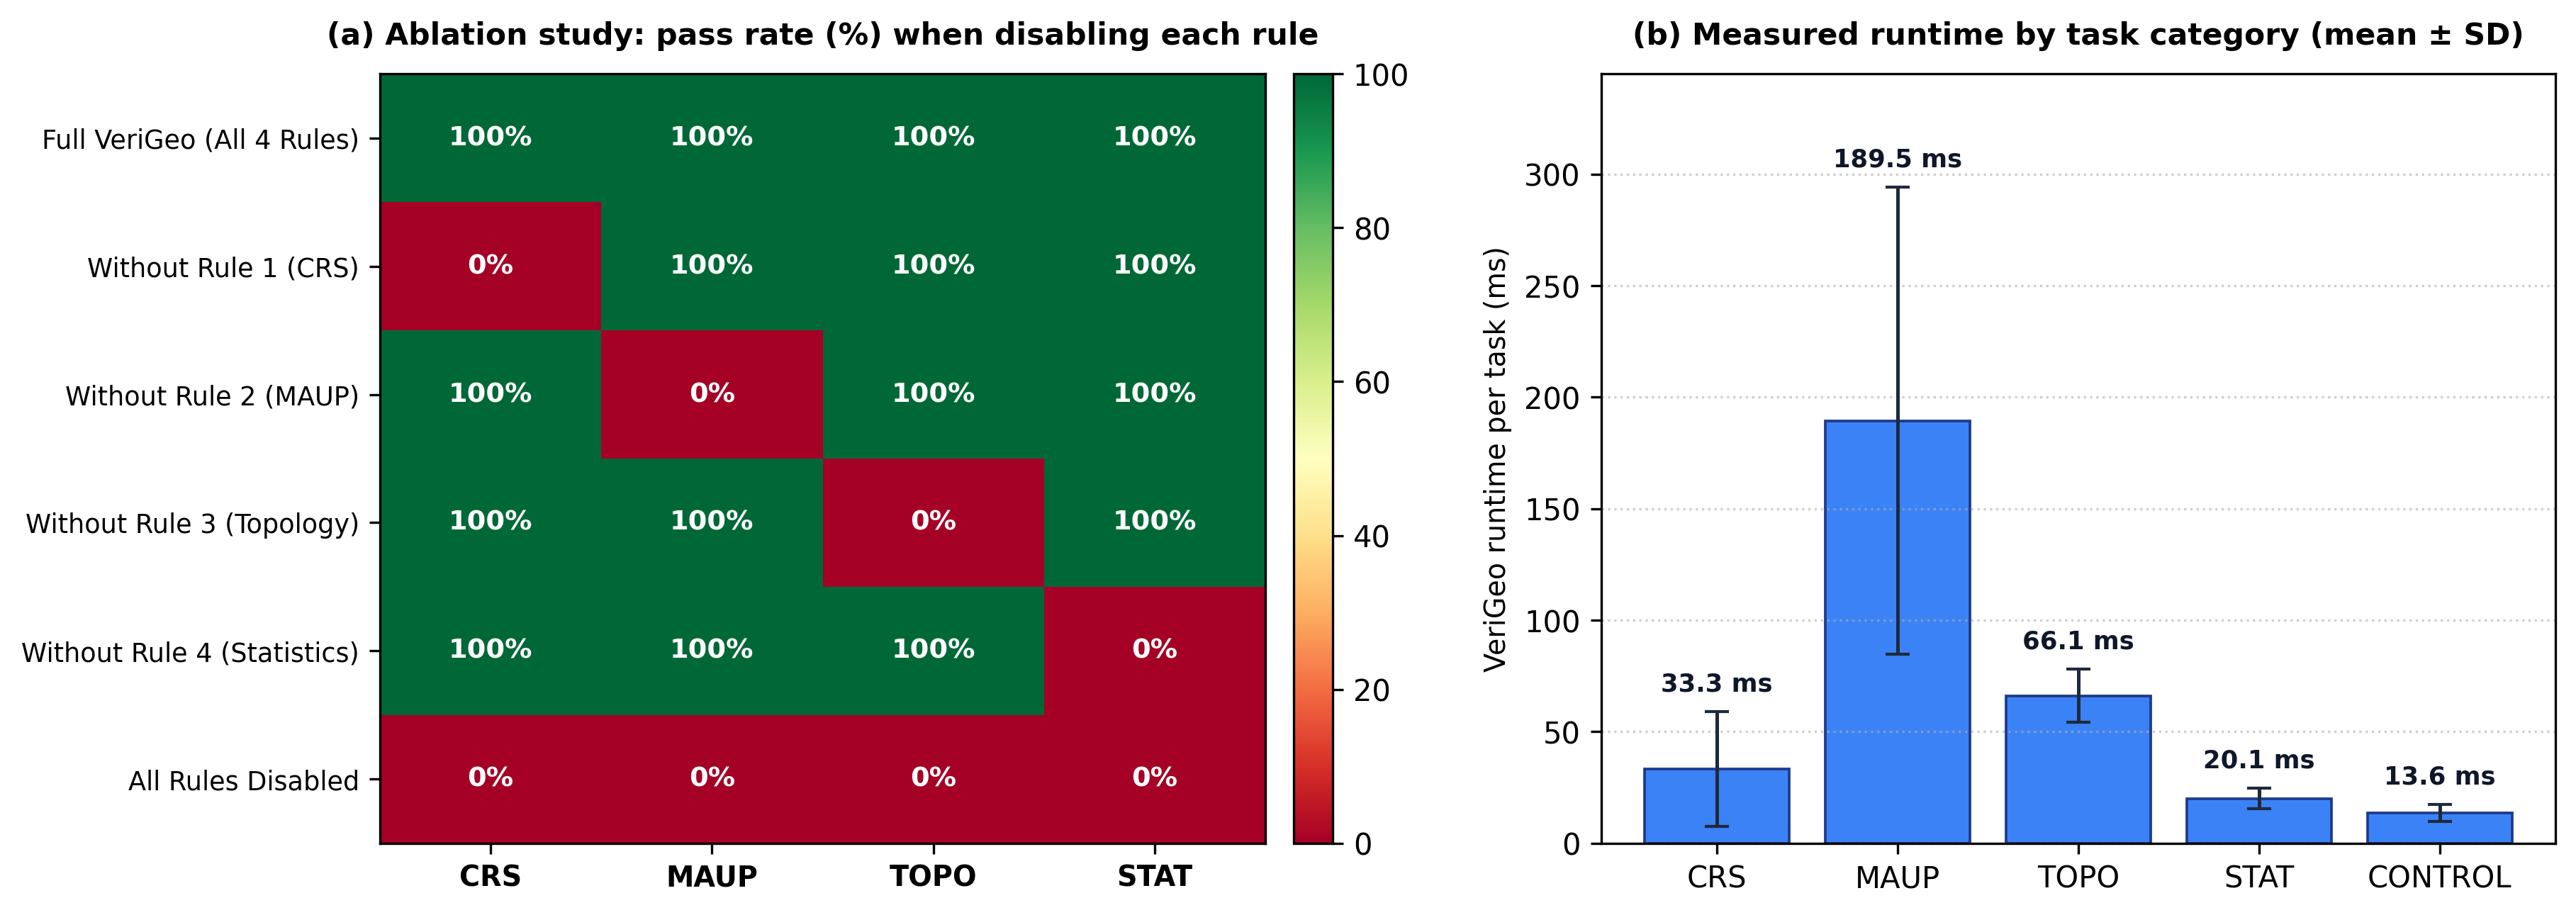 (a) Ablation study: pass rate (%) when disabling each rule
Full VeriGeo (All 4 Rules) 100% 100% 100% 100%
Without Rule 1 (CRS) 0% 100% 100% 100%
Without Rule 2 (MAUP) 100% 0% 100% 100%
Without Rule 3 (Topology) 100% 100% 0% 100%
Without Rule 4 (Statistics) 100% 100% 100% 0%
All Rules Disabled 0% 0% 0% 0%
CRS MAUP TOPO STAT
100
80
60
40
20
0
(b) Measured runtime by task category (mean ± SD)
VeriGeo runtime per task (ms)
300
250
200
150
100
50
0
33.3 ms
189.5 ms
66.1 ms
20.1 ms
13.6 ms
CRS MAUP TOPO STAT CONTROL